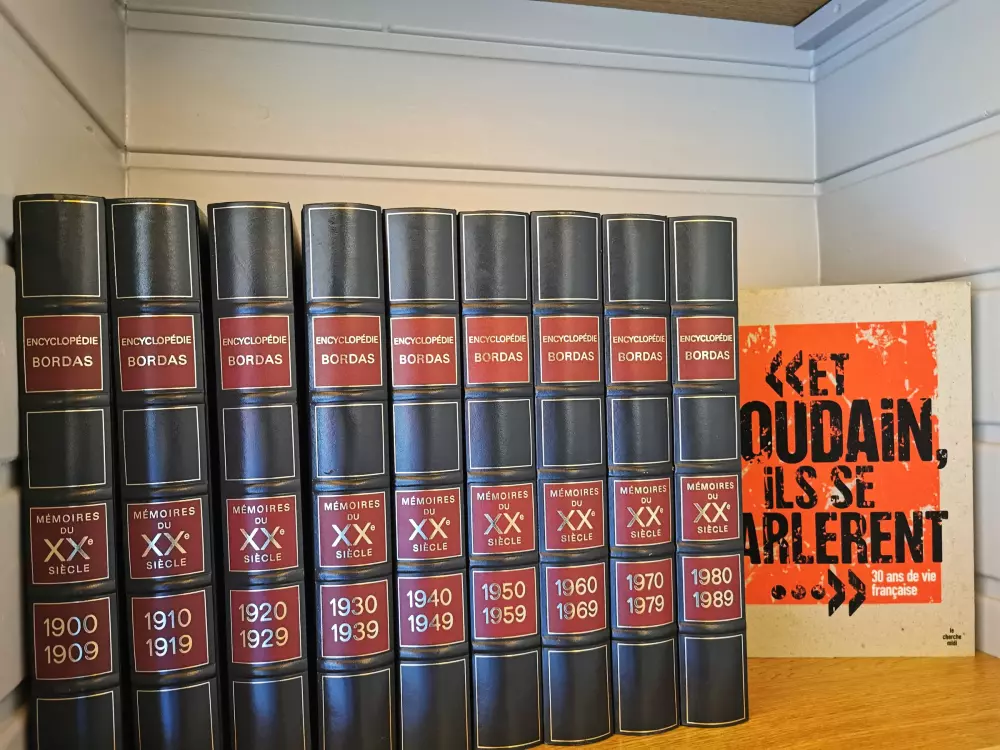 ENCYCLOPÉDIE
BORDAS
MÉMOIRES
DU
XXe
SIÈCLE
1900
1909
ENCYCLOPÉDIE
BORDAS
MÉMOIRES
DU
XXe
SIÈCLE
1910
1919
ENCYCLOPÉDIE
BORDAS
MÉMOIRES
DU
XXe
SIÈCLE
1920
1929
ENCYCLOPÉDIE
BORDAS
MÉMOIRES
DU
XXe
SIÈCLE
1930
1939
ENCYCLOPÉDIE
BORDAS
MÉMOIRES
DU
XXe
SIÈCLE
1940
1949
ENCYCLOPÉDIE
BORDAS
MÉMOIRES
DU
XXe
SIÈCLE
1950
1959
ENCYCLOPÉDIE
BORDAS
MÉMOIRES
DU
XXe
SIÈCLE
1960
1969
ENCYCLOPÉDIE
BORDAS
MÉMOIRES
DU
XXe
SIÈCLE
1970
1979
ENCYCLOPÉDIE
BORDAS
MÉMOIRES
DU
XXe
SIÈCLE
1980
1989
«ET
OUDAiN,
iLS SE
ARLERENT
...»
30 ans de vie
française
le
cherche
midi